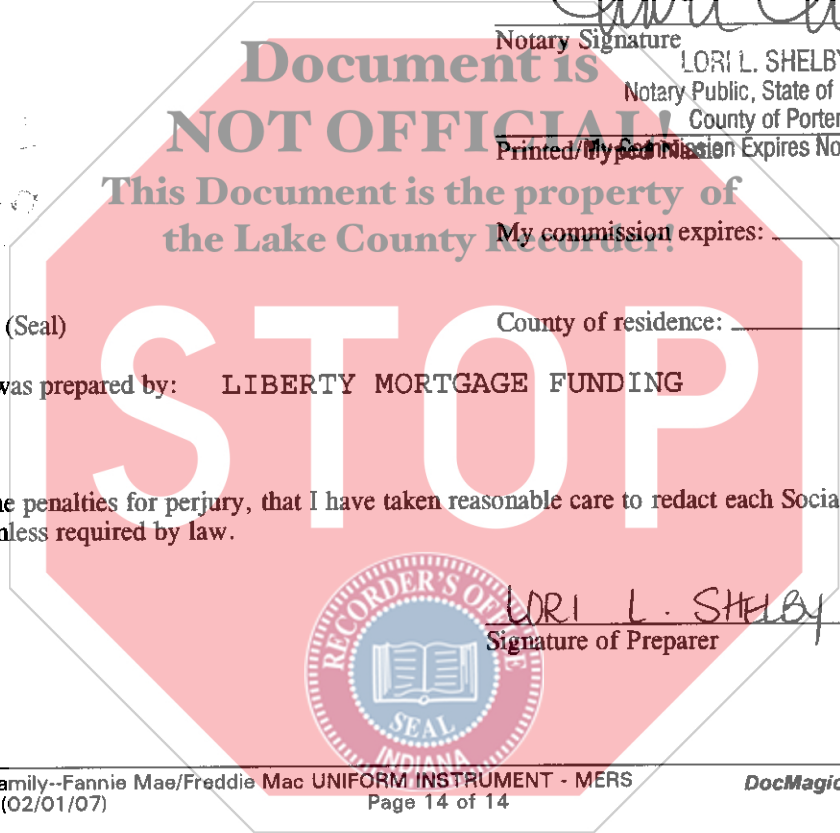 Notary Signature
LORI L. SHELBY
Document is
Notary Public, State of
NOT OFFICIAL!
County of Porter
Printed/Typed Name
My Commission Expires No
This Document is the property of
the Lake County Recorder!
My commission expires:
(Seal)
County of residence:
was prepared by: LIBERTY MORTGAGE FUNDING
STOP
penalties for perjury, that I have taken reasonable care to redact each Socia
nless required by law.
LORI L. SHELBY
Signature of Preparer
RECORDER'S OFFICE
SEAL
INDIANA
amily--Fannie Mae/Freddie Mac UNIFORM INSTRUMENT - MERS
DocMagic
(02/01/07)
Page 14 of 14